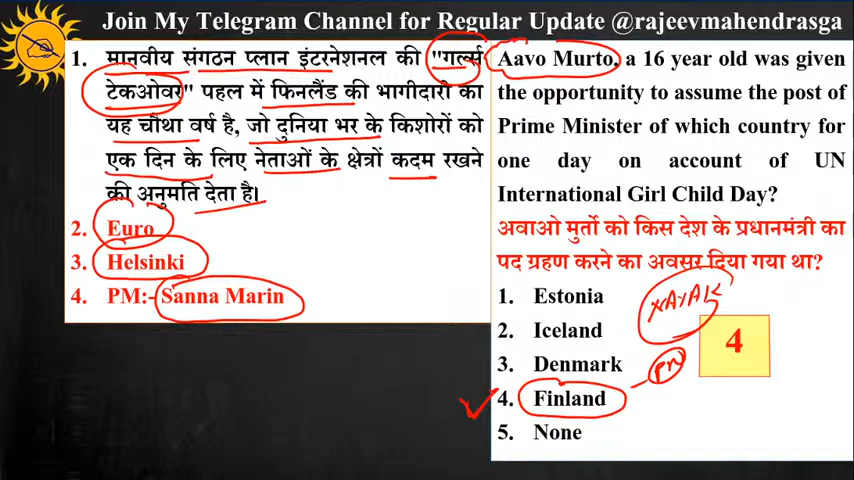 Join My Telegram Channel for Regular Update @rajeevmahendrasga
1. मानवीय संगठन प्लान इंटरनेशनल की "गर्ल्स
टेकओवर" पहल में फिनलैंड की भागीदारी का
यह चौथा वर्ष है, जो दुनिया भर के किशोरों को
एक दिन के लिए नेताओं के क्षेत्रों कदम रखने
की अनुमति देता है।
2. Euro
3. Helsinki
4. PM:- Sanna Marin
Aavo Murto, a 16 year old was given
the opportunity to assume the post of
Prime Minister of which country for
one day on account of UN
International Girl Child Day?
अवाओ मुर्तो को किस देश के प्रधानमंत्री का
पद ग्रहण करने का अवसर दिया गया था?
1. Estonia
2. Iceland
3. Denmark
4. Finland
5. None
4
PM